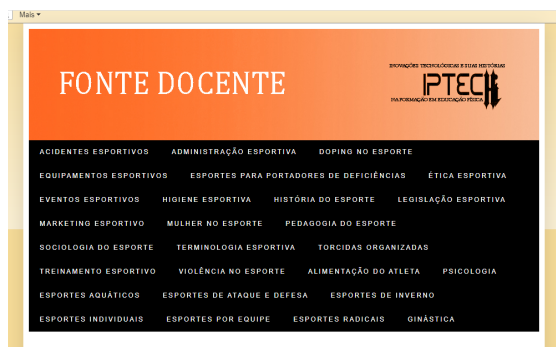 Mais
FONTE DOCENTE
INOVAÇÕES TECNOLÓGICAS E SUAS HISTÓRIAS
IPTECH
NA FORMAÇÃO EM EDUCAÇÃO FÍSICA
ACIDENTES ESPORTIVOS ADMINISTRAÇÃO ESPORTIVA DOPING NO ESPORTE
EQUIPAMENTOS ESPORTIVOS ESPORTES PARA PORTADORES DE DEFICIÊNCIAS ÉTICA ESPORTIVA
EVENTOS ESPORTIVOS HIGIENE ESPORTIVA HISTÓRIA DO ESPORTE LEGISLAÇÃO ESPORTIVA
MARKETING ESPORTIVO MULHER NO ESPORTE PEDAGOGIA DO ESPORTE
SOCIOLOGIA DO ESPORTE TERMINOLOGIA ESPORTIVA TORCIDAS ORGANIZADAS
TREINAMENTO ESPORTIVO VIOLÊNCIA NO ESPORTE ALIMENTAÇÃO DO ATLETA PSICOLOGIA
ESPORTES AQUÁTICOS ESPORTES DE ATAQUE E DEFESA ESPORTES DE INVERNO
ESPORTES INDIVIDUAIS ESPORTES POR EQUIPE ESPORTES RADICAIS GINÁSTICA